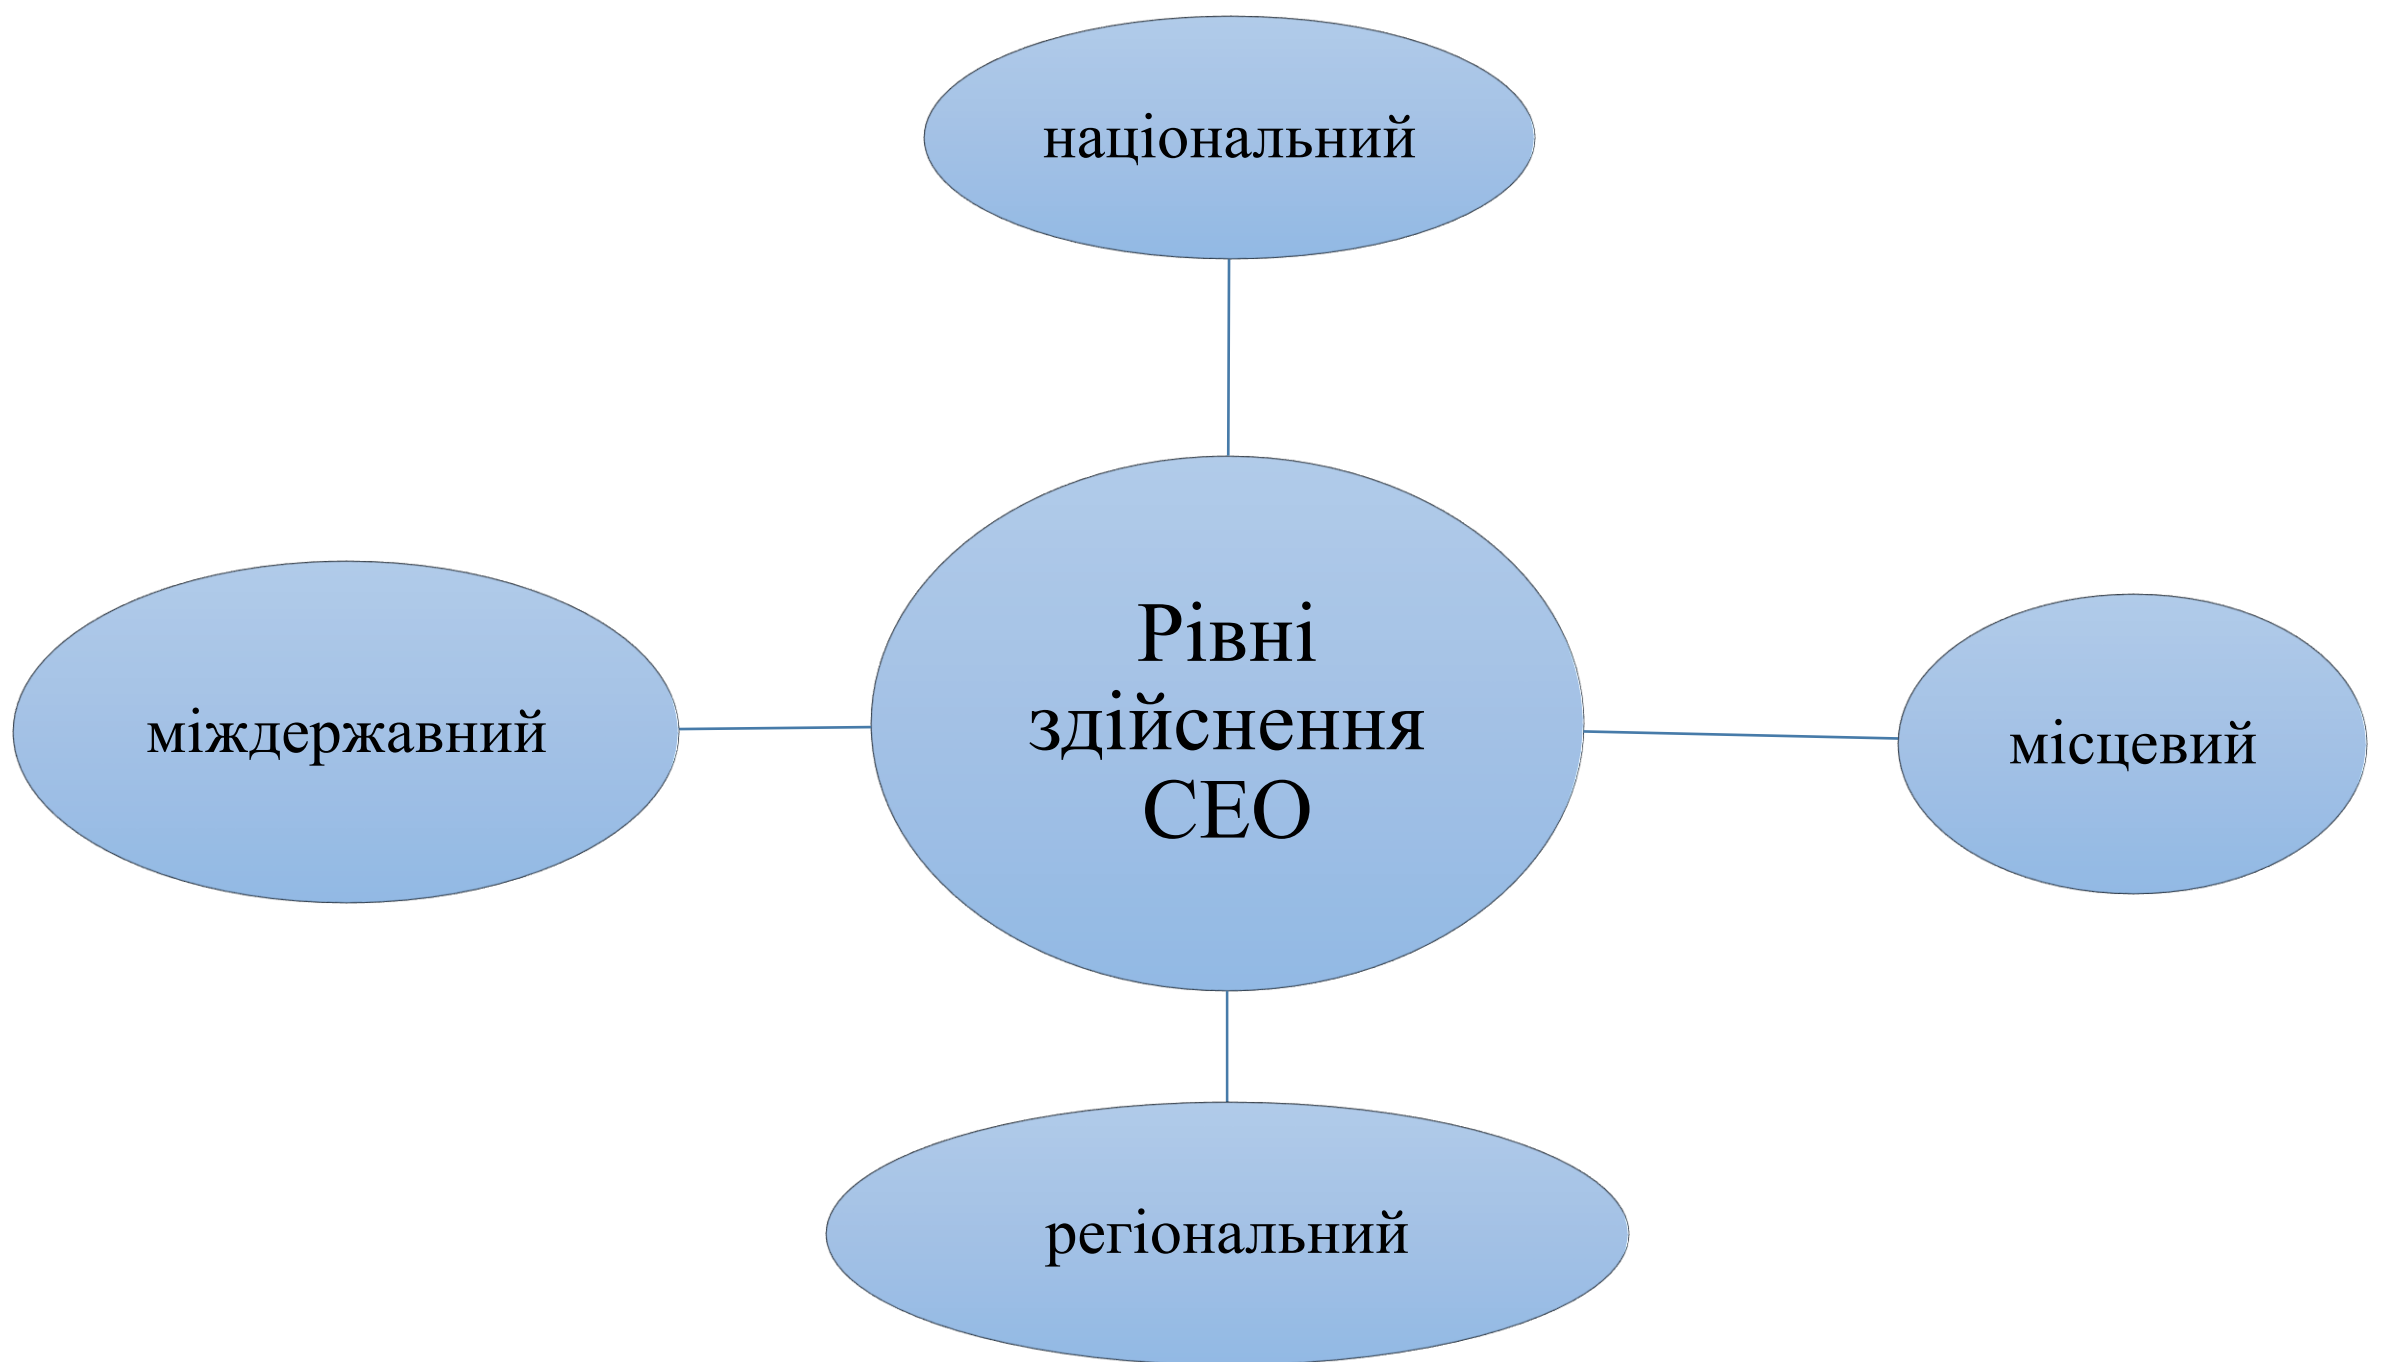 національний
міждержавний
Рівні
здійснення
СЕО
місцевий
регіональний